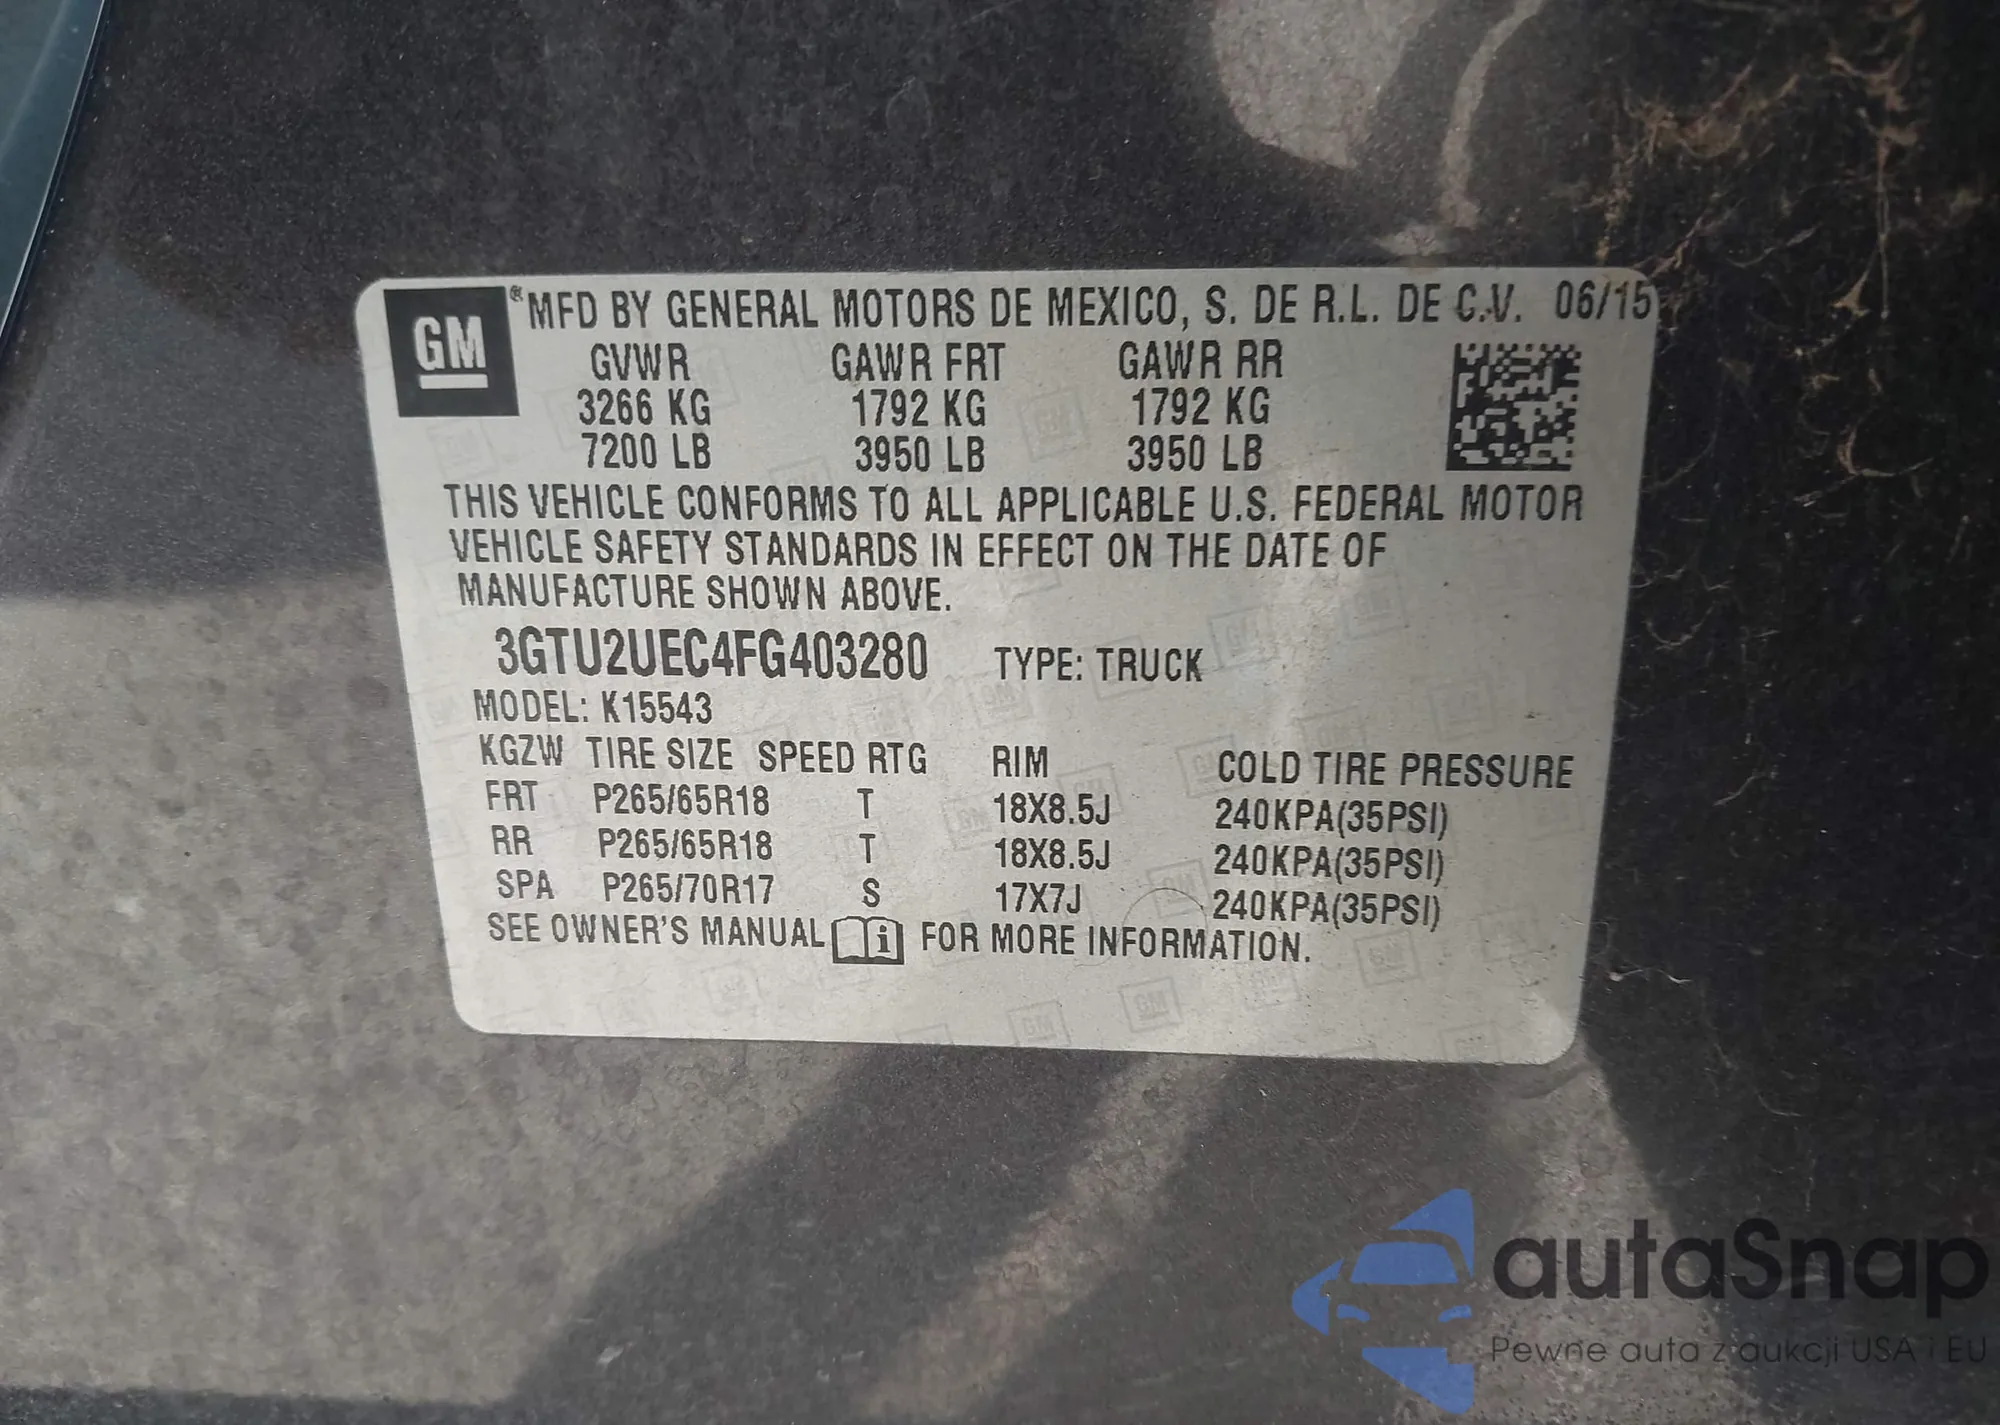 GM ® MFD BY GENERAL MOTORS DE MEXICO, S. DE R.L. DE C.V. 06/15
GVWR GAWR FRT GAWR RR
3266 KG 1792 KG 1792 KG
7200 LB 3950 LB 3950 LB
THIS VEHICLE CONFORMS TO ALL APPLICABLE U.S. FEDERAL MOTOR
VEHICLE SAFETY STANDARDS IN EFFECT ON THE DATE OF
MANUFACTURE SHOWN ABOVE.
3GTU2UEC4FG403280 TYPE: TRUCK
MODEL: K15543
KGZW TIRE SIZE SPEED RTG RIM COLD TIRE PRESSURE
FRT P265/65R18 T 18X8.5J 240KPA(35PSI)
RR P265/65R18 T 18X8.5J 240KPA(35PSI)
SPA P265/70R17 S 17X7J 240KPA(35PSI)
SEE OWNER'S MANUAL i FOR MORE INFORMATION.
autaSnap
Pewne auta z aukcji USA i EU